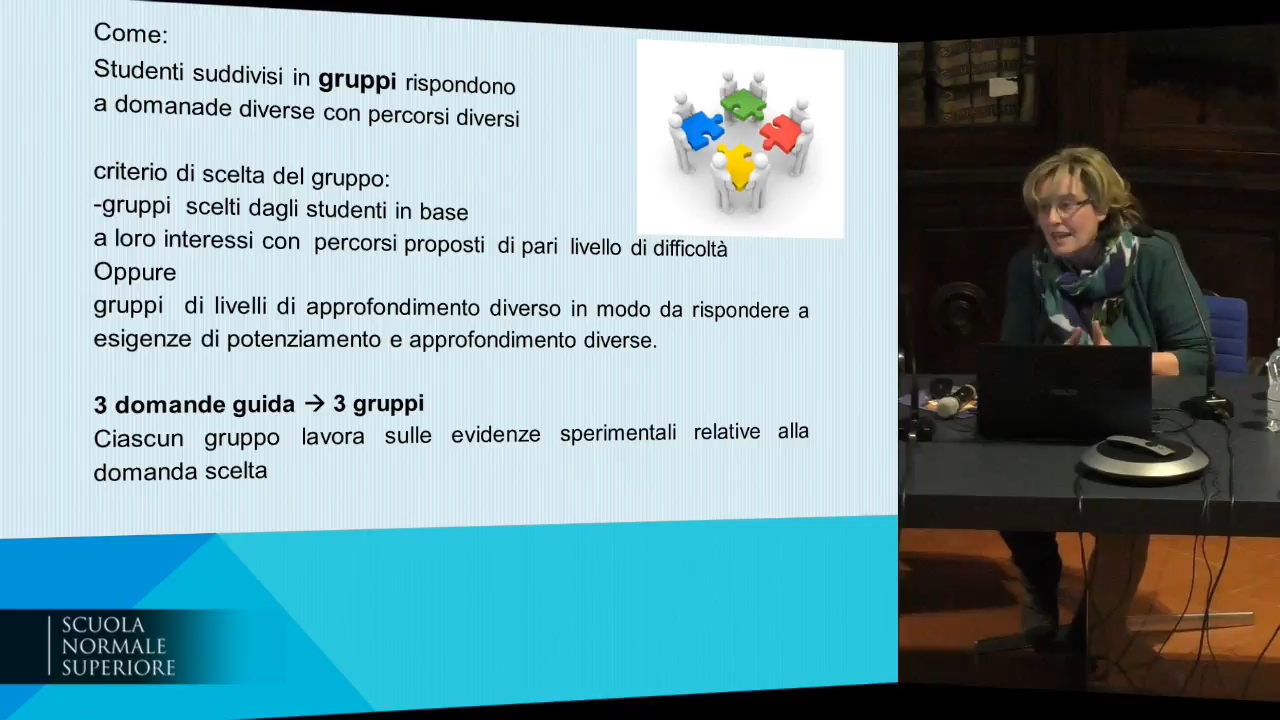 Come:
Studenti suddivisi in gruppi rispondono
a domanade diverse con percorsi diversi
criterio di scelta del gruppo:
-gruppi scelti dagli studenti in base
a loro interessi con percorsi proposti di pari livello di difficoltà
Oppure
gruppi di livelli di approfondimento diverso in modo da rispondere a
esigenze di potenziamento e approfondimento diverse.
3 domande guida → 3 gruppi
Ciascun gruppo lavora sulle evidenze sperimentali relative alla
domanda scelta
SCUOLA
NORMALE
SUPERIORE